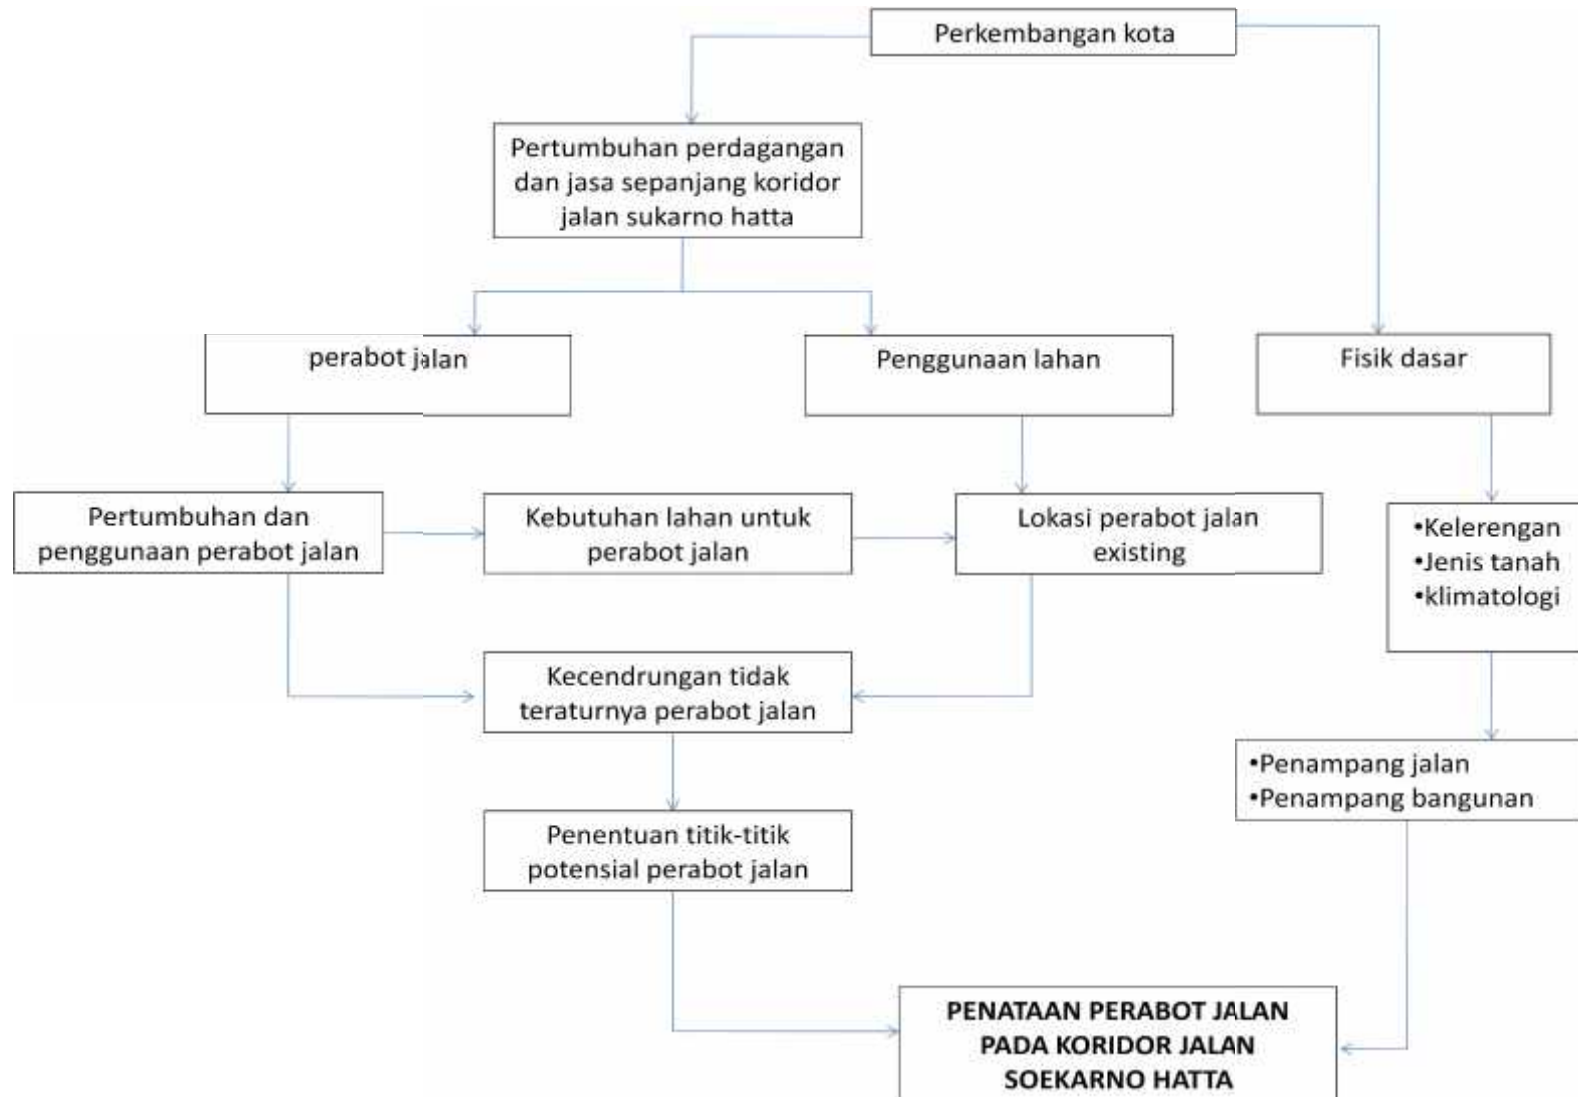 Perkembangan kota
Pertumbuhan perdagangan
dan jasa sepanjang koridor
jalan sukarno hatta
perabot jalan
Penggunaan lahan
Fisik dasar
Pertumbuhan dan
penggunaan perabot jalan
Kebutuhan lahan untuk
perabot jalan
Lokasi perabot jalan
existing
•Kelerengan
•Jenis tanah
•klimatologi
Kecendrungan tidak
teraturnya perabot jalan
•Penampang jalan
•Penampang bangunan
Penentuan titik-titik
potensial perabot jalan
PENATAAN PERABOT JALAN
PADA KORIDOR JALAN
SOEKARNO HATTA